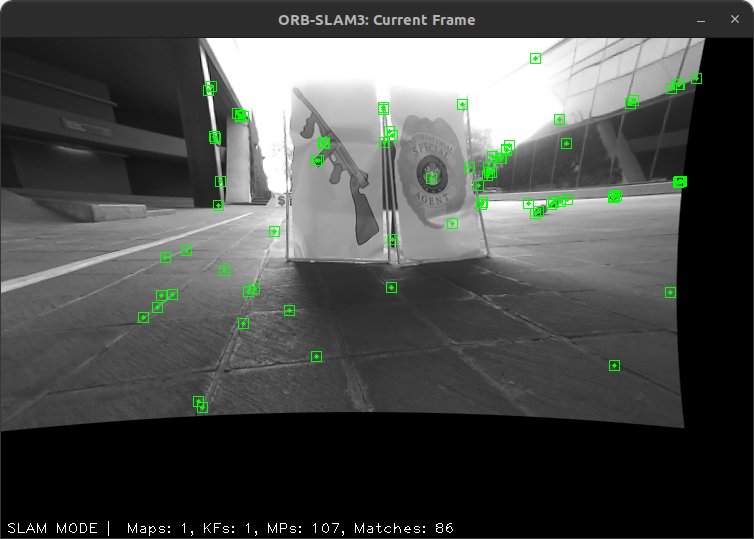 ORB-SLAM3: Current Frame
SPECIAL
AGENT
SLAM MODE | Maps: 1, KFs: 1, MPs: 107, Matches: 86